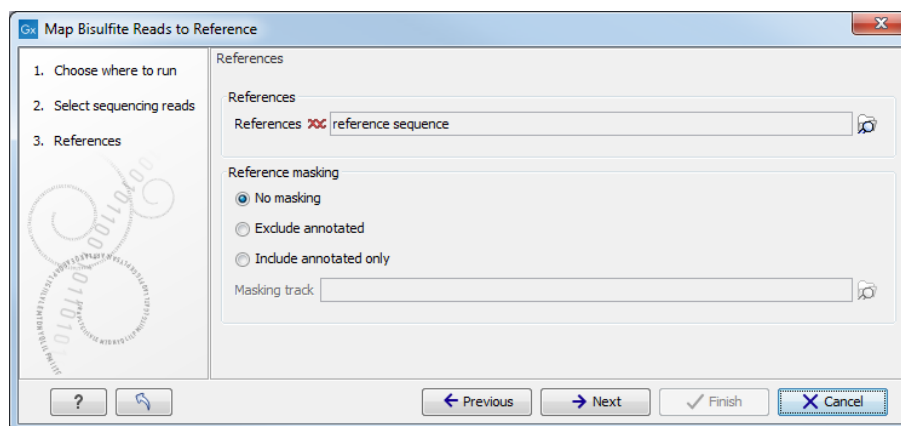 Gx Map Bisulfite Reads to Reference
1. Choose where to run
2. Select sequencing reads
3. References
References
References
References reference sequence
Reference masking
No masking
Exclude annotated
Include annotated only
Masking track
? Previous Next Finish Cancel